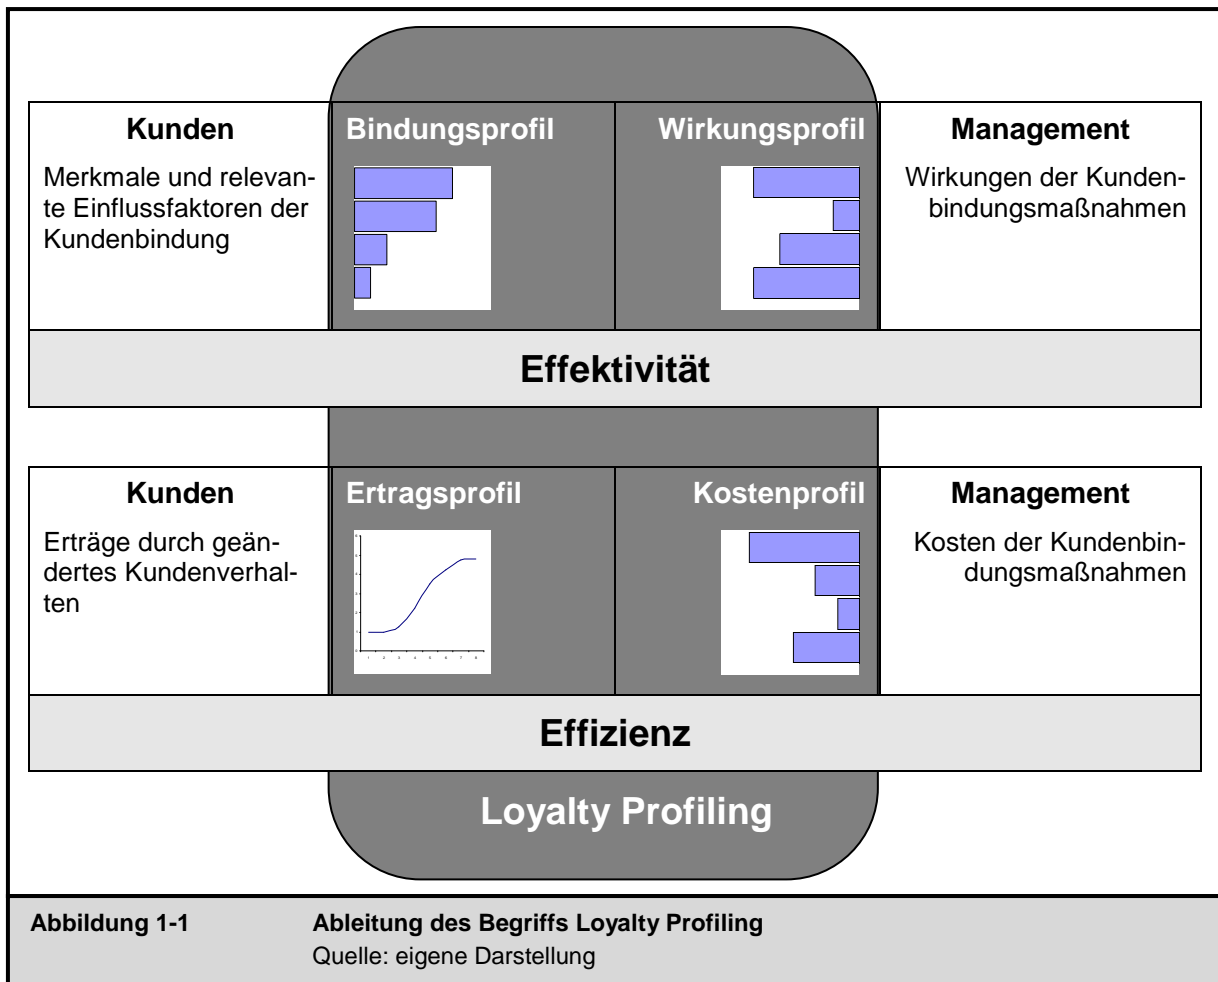 Kunden
Merkmale und relevan-
te Einflussfaktoren der
Kundenbindung
Bindungsprofil
Wirkungsprofil
Management
Wirkungen der Kunden-
bindungsmaßnahmen
Effektivität
Kunden
Erträge durch geän-
dertes Kundenverhal-
ten
Ertragsprofil
Kostenprofil
Management
Kosten der Kundenbin-
dungsmaßnahmen
Effizienz
Loyalty Profiling
Abbildung 1-1 Ableitung des Begriffs Loyalty Profiling
Quelle: eigene Darstellung